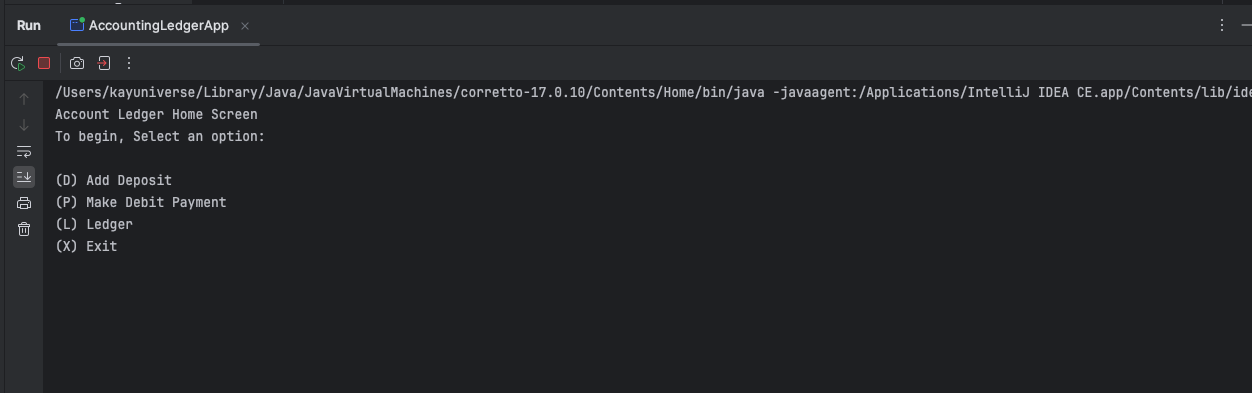 Run AccountingLedgerApp
/Users/kayuniverse/Library/Java/JavaVirtualMachines/corretto-17.0.10/Contents/Home/bin/java -javaagent:/Applications/IntelliJ IDEA CE.app/Contents/lib/ide
Account Ledger Home Screen
To begin, Select an option:
(D) Add Deposit
(P) Make Debit Payment
(L) Ledger
(X) Exit